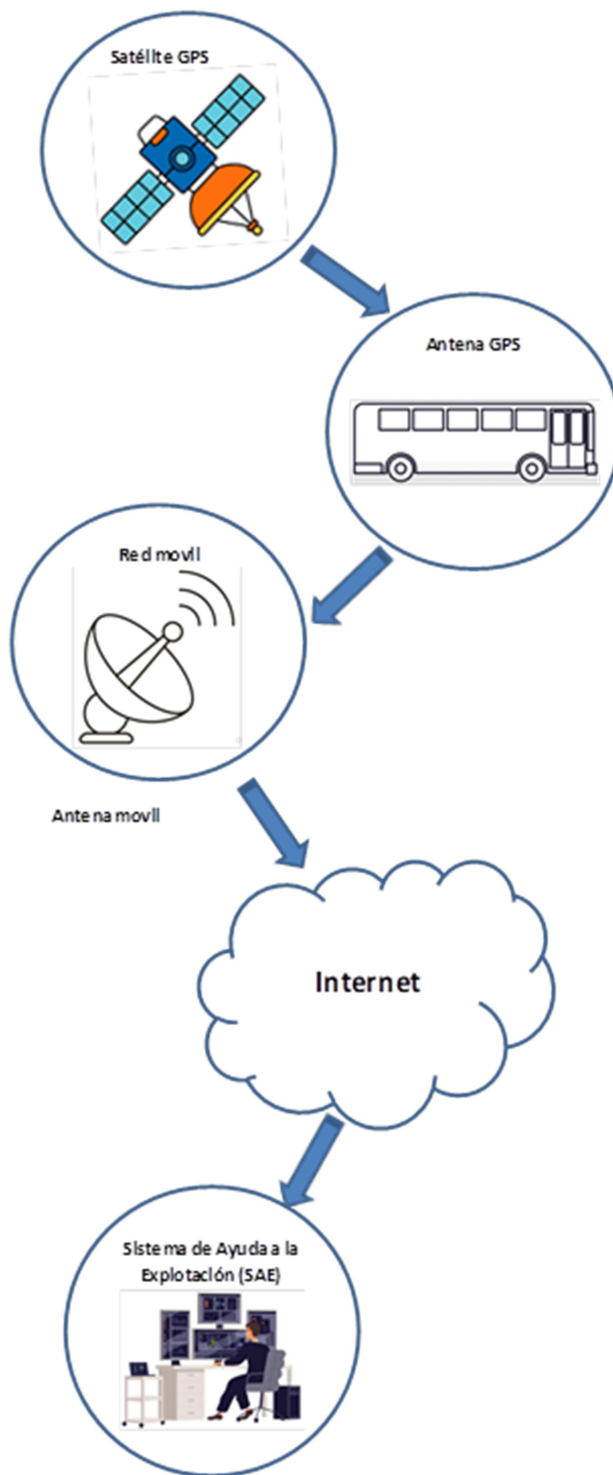 Satélite GPS
Antena GPS
Red movil
Antena movil
Internet
Sistema de Ayuda a la
Explotación (SAE)